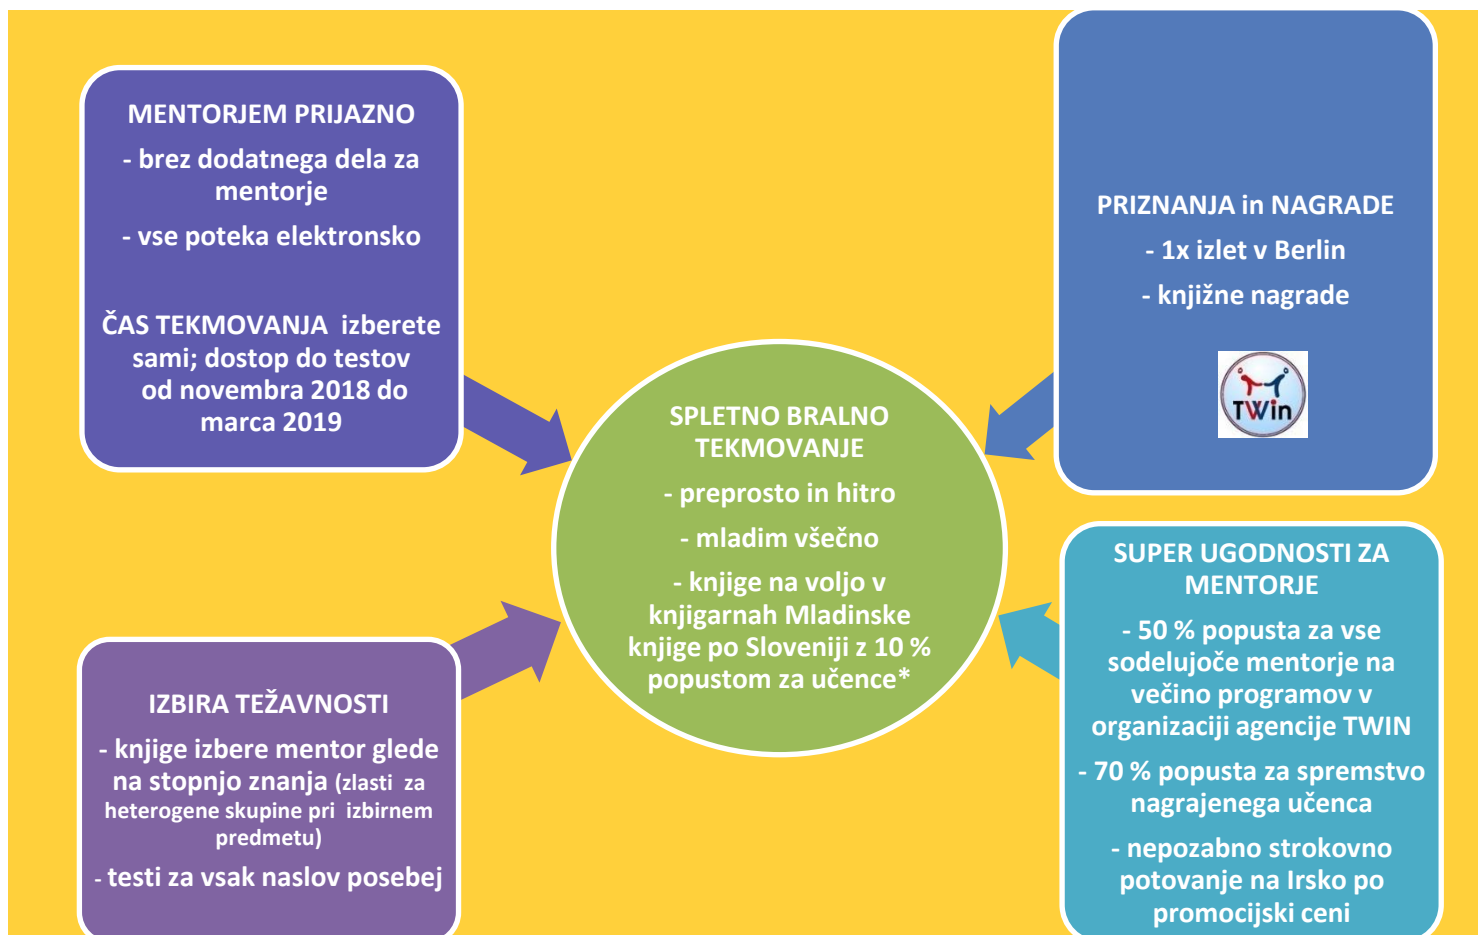 MENTORJEM PRIJAZNO
- brez dodatnega dela za
mentorje
- vse poteka elektronsko
ČAS TEKMOVANJA izberete
sami; dostop do testov
od novembra 2018 do
marca 2019
PRIZNANJA in NAGRADE
- 1x izlet v Berlin
- knjižne nagrade
TWin
SPLETNO BRALNO
TEKMOVANJE
- preprosto in hitro
- mladim všečno
- knjige na voljo v
knjigarnah Mladinske
knjige po Sloveniji z 10 %
popustom za učence*
IZBIRA TEŽAVNOSTI
- knjige izbere mentor glede
na stopnjo znanja (zlasti za
heterogene skupine pri izbirnem
predmetu)
- testi za vsak naslov posebej
SUPER UGODNOSTI ZA
MENTORJE
- 50 % popusta za vse
sodelujoče mentorje na
večino programov v
organizaciji agencije TWIN
- 70 % popusta za spremstvo
nagrajenega učenca
- nepozabno strokovno
potovanje na Irsko po
promocijski ceni